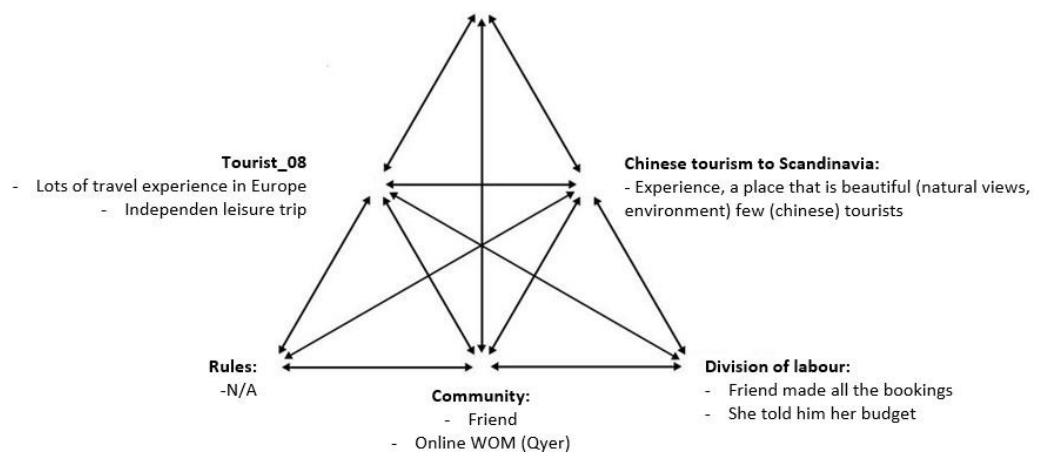 Tourist_08
- Lots of travel experience in Europe
- Independen leisure trip
Chinese tourism to Scandinavia:
- Experience, a place that is beautiful (natural views,
environment) few (chinese) tourists
Rules:
-N/A
Community:
- Friend
- Online WOM (Qyer)
Division of labour:
- Friend made all the bookings
- She told him her budget